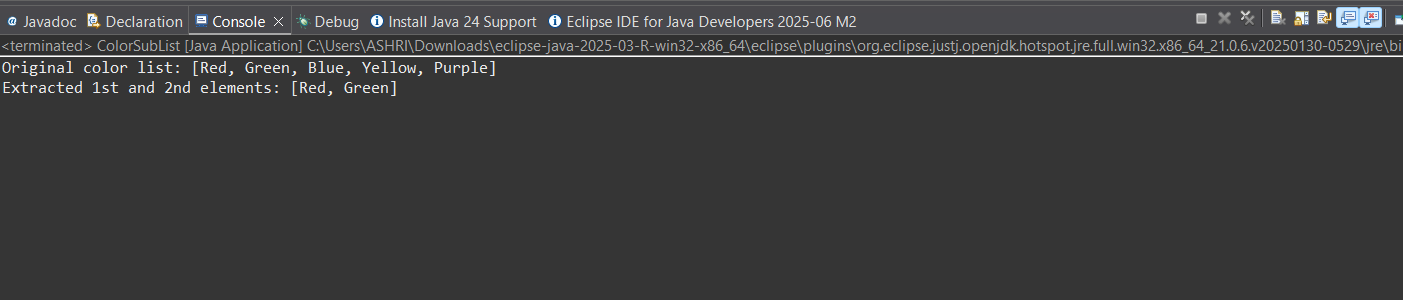 @ Javadoc Declaration Console Debug Install Java 24 Support Eclipse IDE for Java Developers 2025-06 M2
<terminated> ColorSubList [Java Application] C:\Users\ASHRI\Downloads\eclipse-java-2025-03-R-win32-x86_64\eclipse\plugins\org.eclipse.justj.openjdk.hotspot.jre.full.win32.x86_64_21.0.6.v20250130-0529\jre\bi
Original color list: [Red, Green, Blue, Yellow, Purple]
Extracted 1st and 2nd elements: [Red, Green]